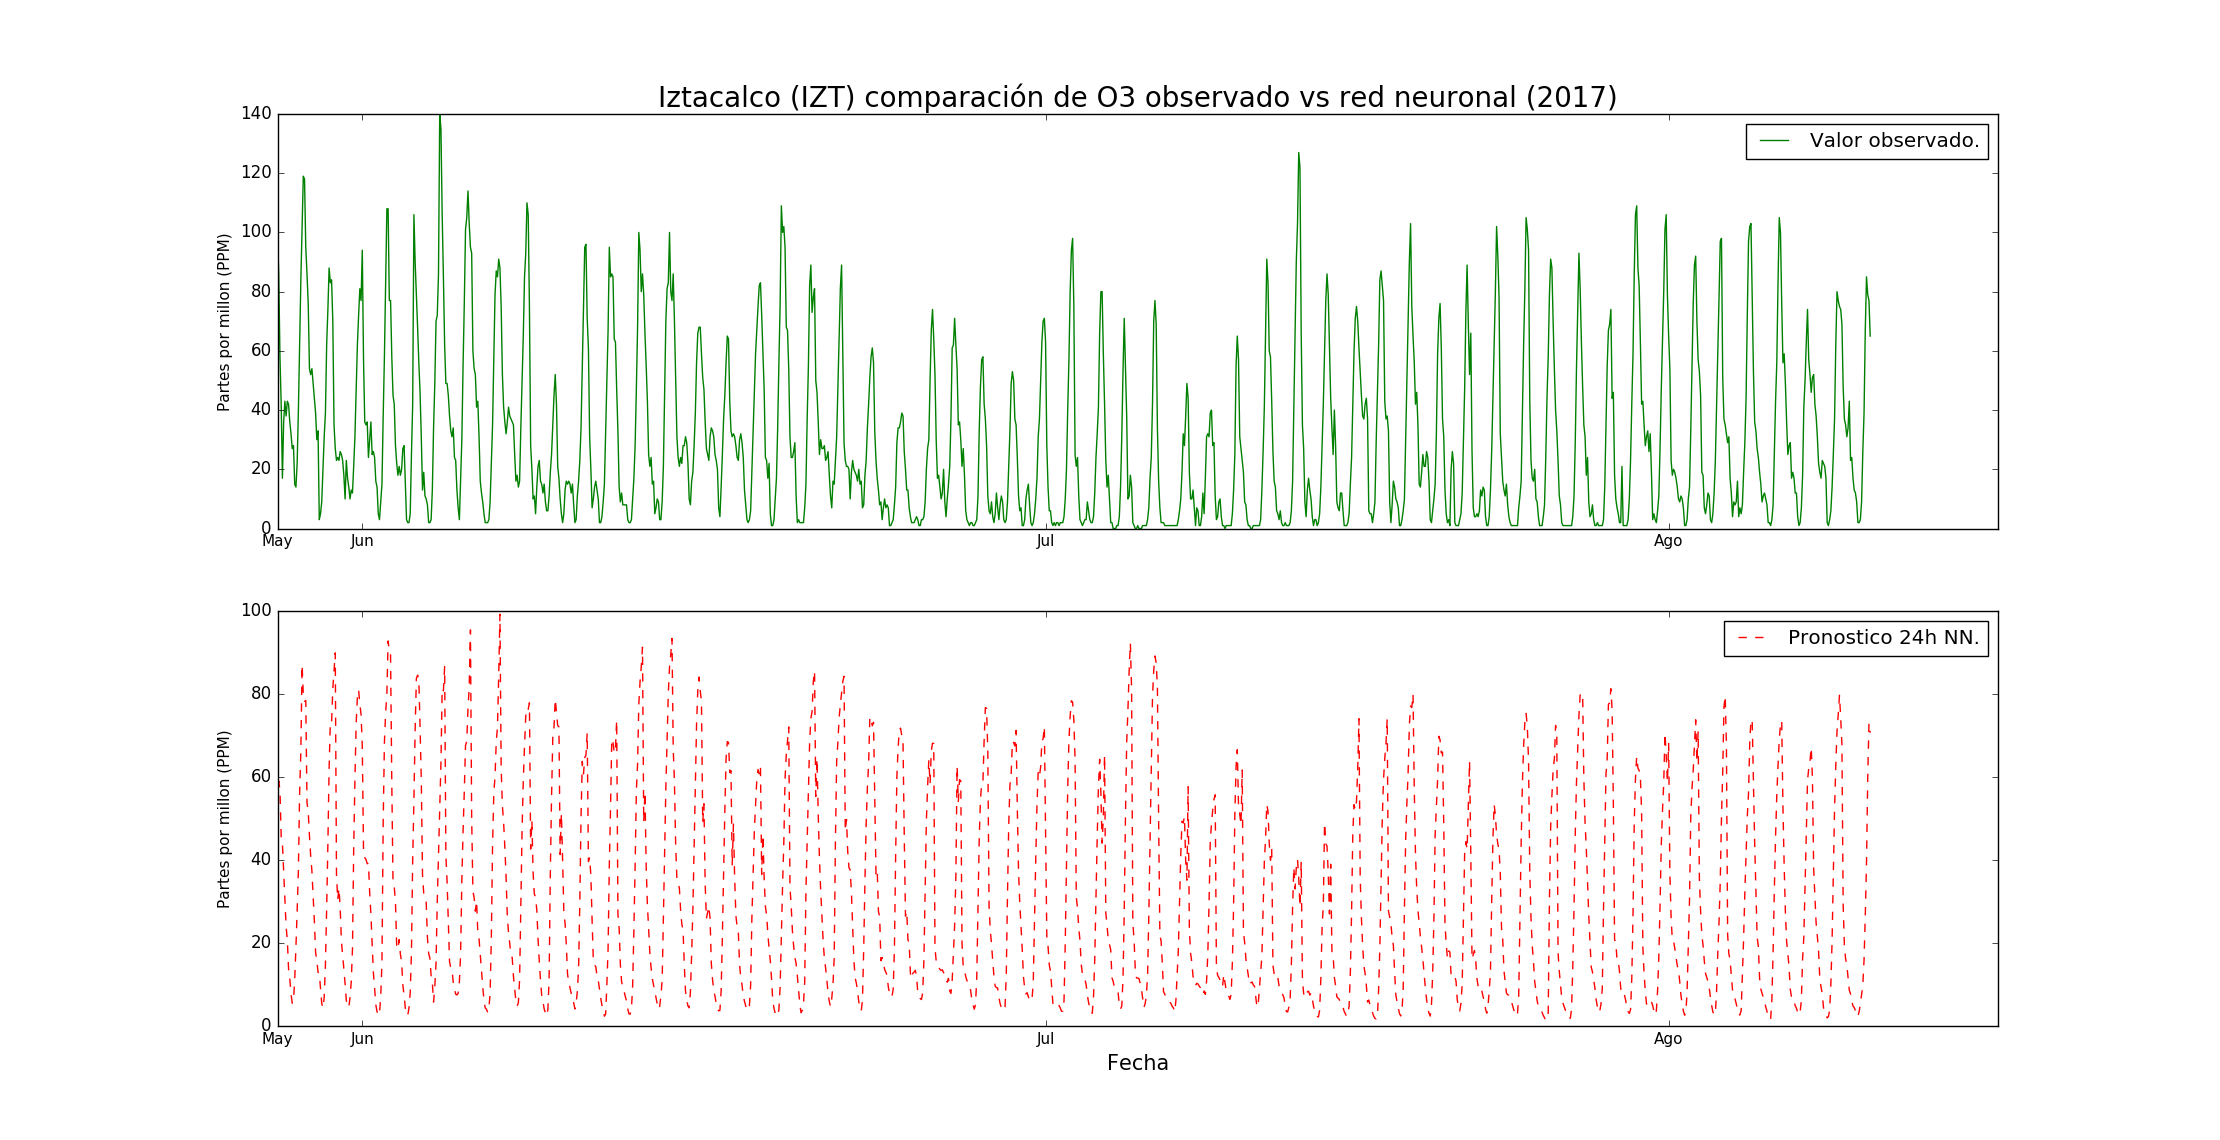 Iztacalco (IZT) comparación de O3 observado vs red neuronal (2017)
140
120
100
80
60
40
20
0
Partes por millon (PPM)
Valor observado.
May Jun Jul Ago
100
80
60
40
20
0
Partes por millon (PPM)
Pronostico 24h NN.
May Jun Jul Ago
Fecha